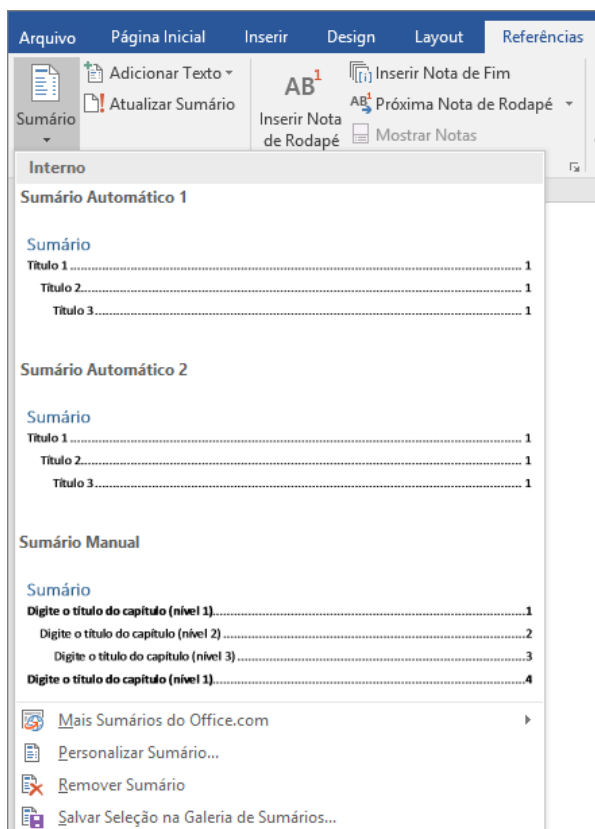 Arquivo Página Inicial Inserir Design Layout Referências
Sumário
Adicionar Texto
Atualizar Sumário
AB1
Inserir Nota
de Rodapé
Inserir Nota de Fim
AB1 Próxima Nota de Rodapé
Mostrar Notas
Interno
Sumário Automático 1
Sumário
Título 1 1
Título 2 1
Título 3 1
Sumário Automático 2
Sumário
Título 1 1
Título 2 1
Título 3 1
Sumário Manual
Sumário
Digite o título do capítulo (nível 1) 1
Digite o título do capítulo (nível 2) 2
Digite o título do capítulo (nível 3) 3
Digite o título do capítulo (nível 1) 4
Mais Sumários do Office.com
Personalizar Sumário...
Remover Sumário
Salvar Seleção na Galeria de Sumários...